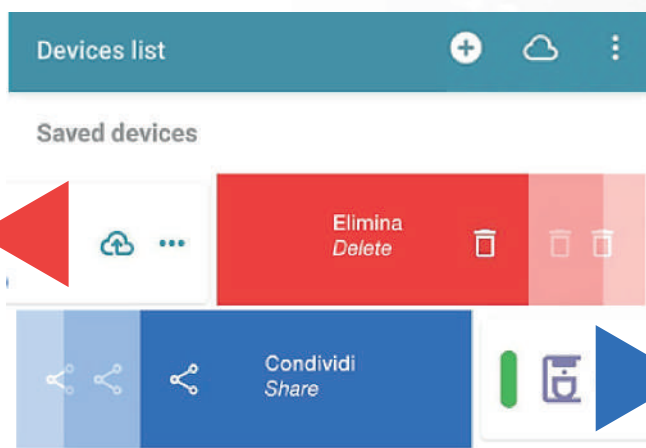 Devices list
Saved devices
Elimina
Delete
Condividi
Share